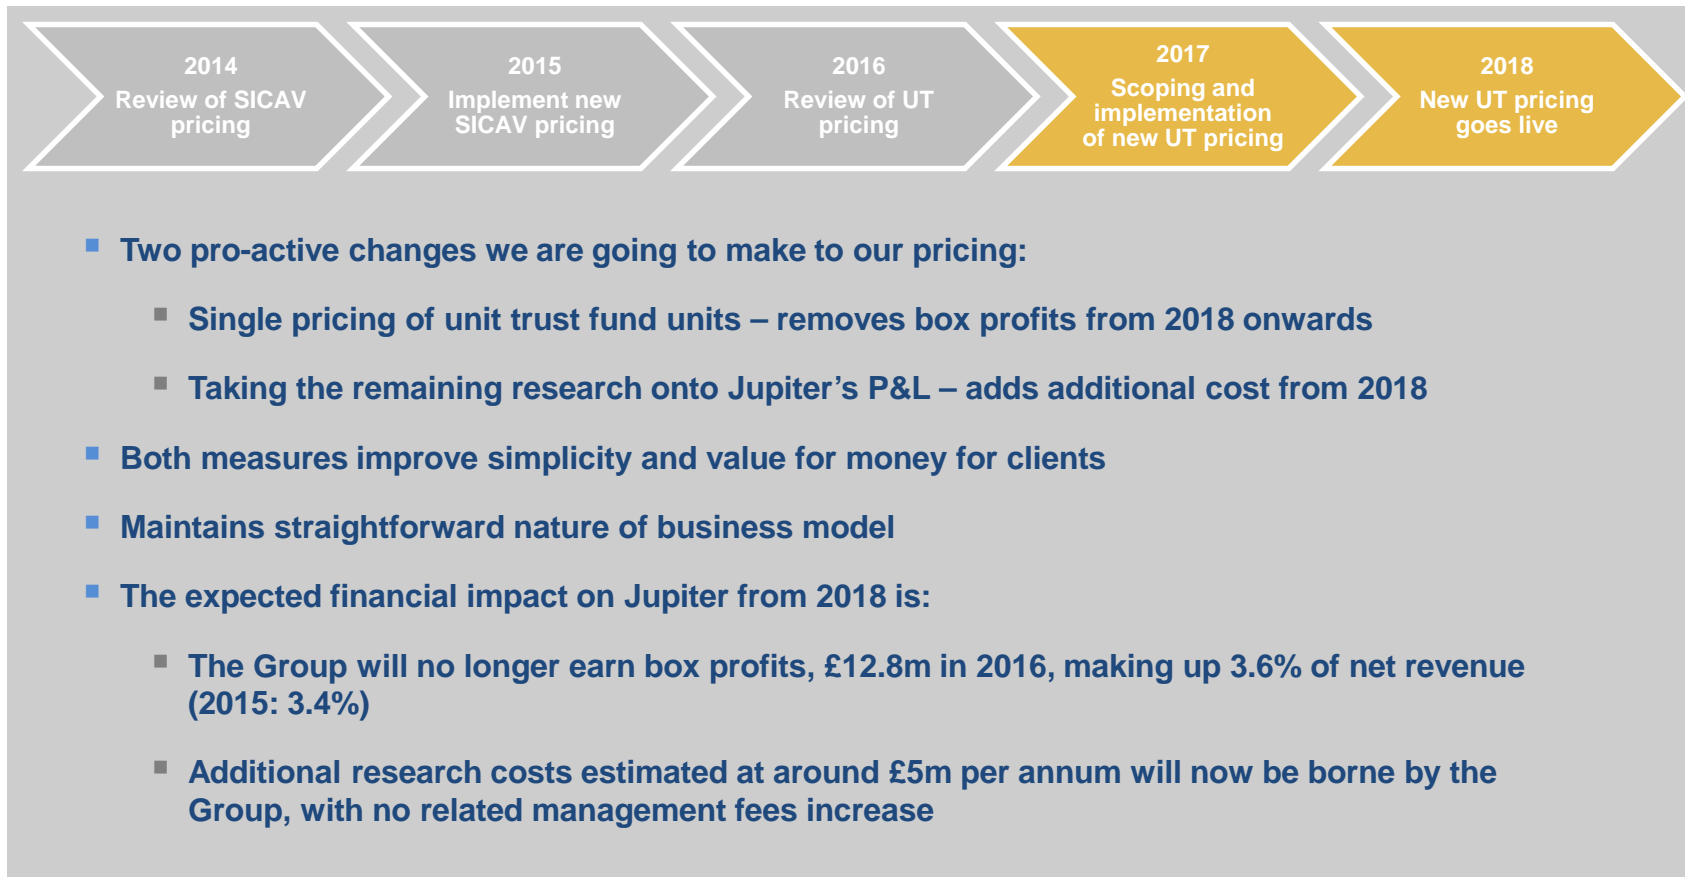 2014
Review of SICAV
pricing
2015
Implement new
SICAV pricing
2016
Review of UT
pricing
2017
Scoping and
implementation
of new UT pricing
2018
New UT pricing
goes live
Two pro-active changes we are going to make to our pricing:
Single pricing of unit trust fund units – removes box profits from 2018 onwards
Taking the remaining research onto Jupiter’s P&L – adds additional cost from 2018
Both measures improve simplicity and value for money for clients
Maintains straightforward nature of business model
The expected financial impact on Jupiter from 2018 is:
The Group will no longer earn box profits, £12.8m in 2016, making up 3.6% of net revenue
(2015: 3.4%)
Additional research costs estimated at around £5m per annum will now be borne by the
Group, with no related management fees increase